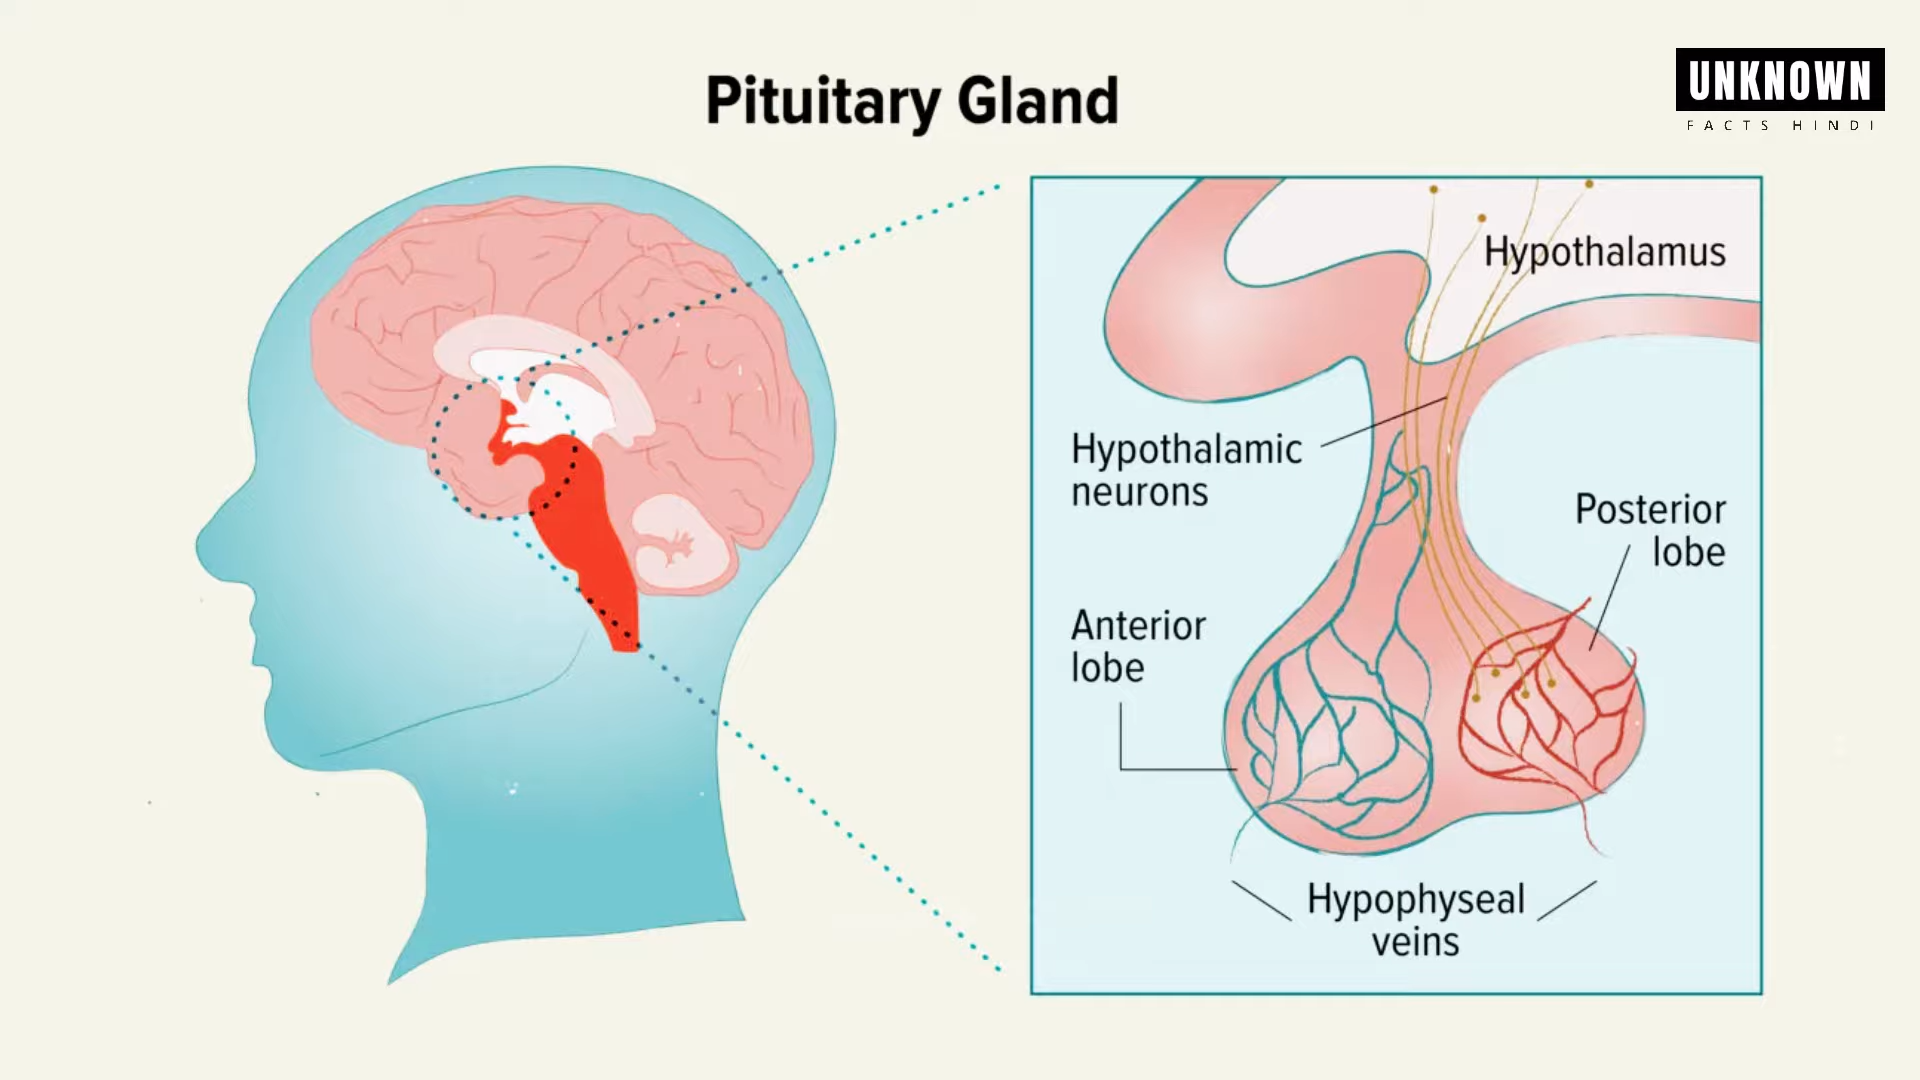 Pituitary Gland
UNKNOWN
FACTS HINDI
Hypothalamus
Hypothalamic
neurons
Posterior
lobe
Anterior
lobe
Hypophyseal
veins